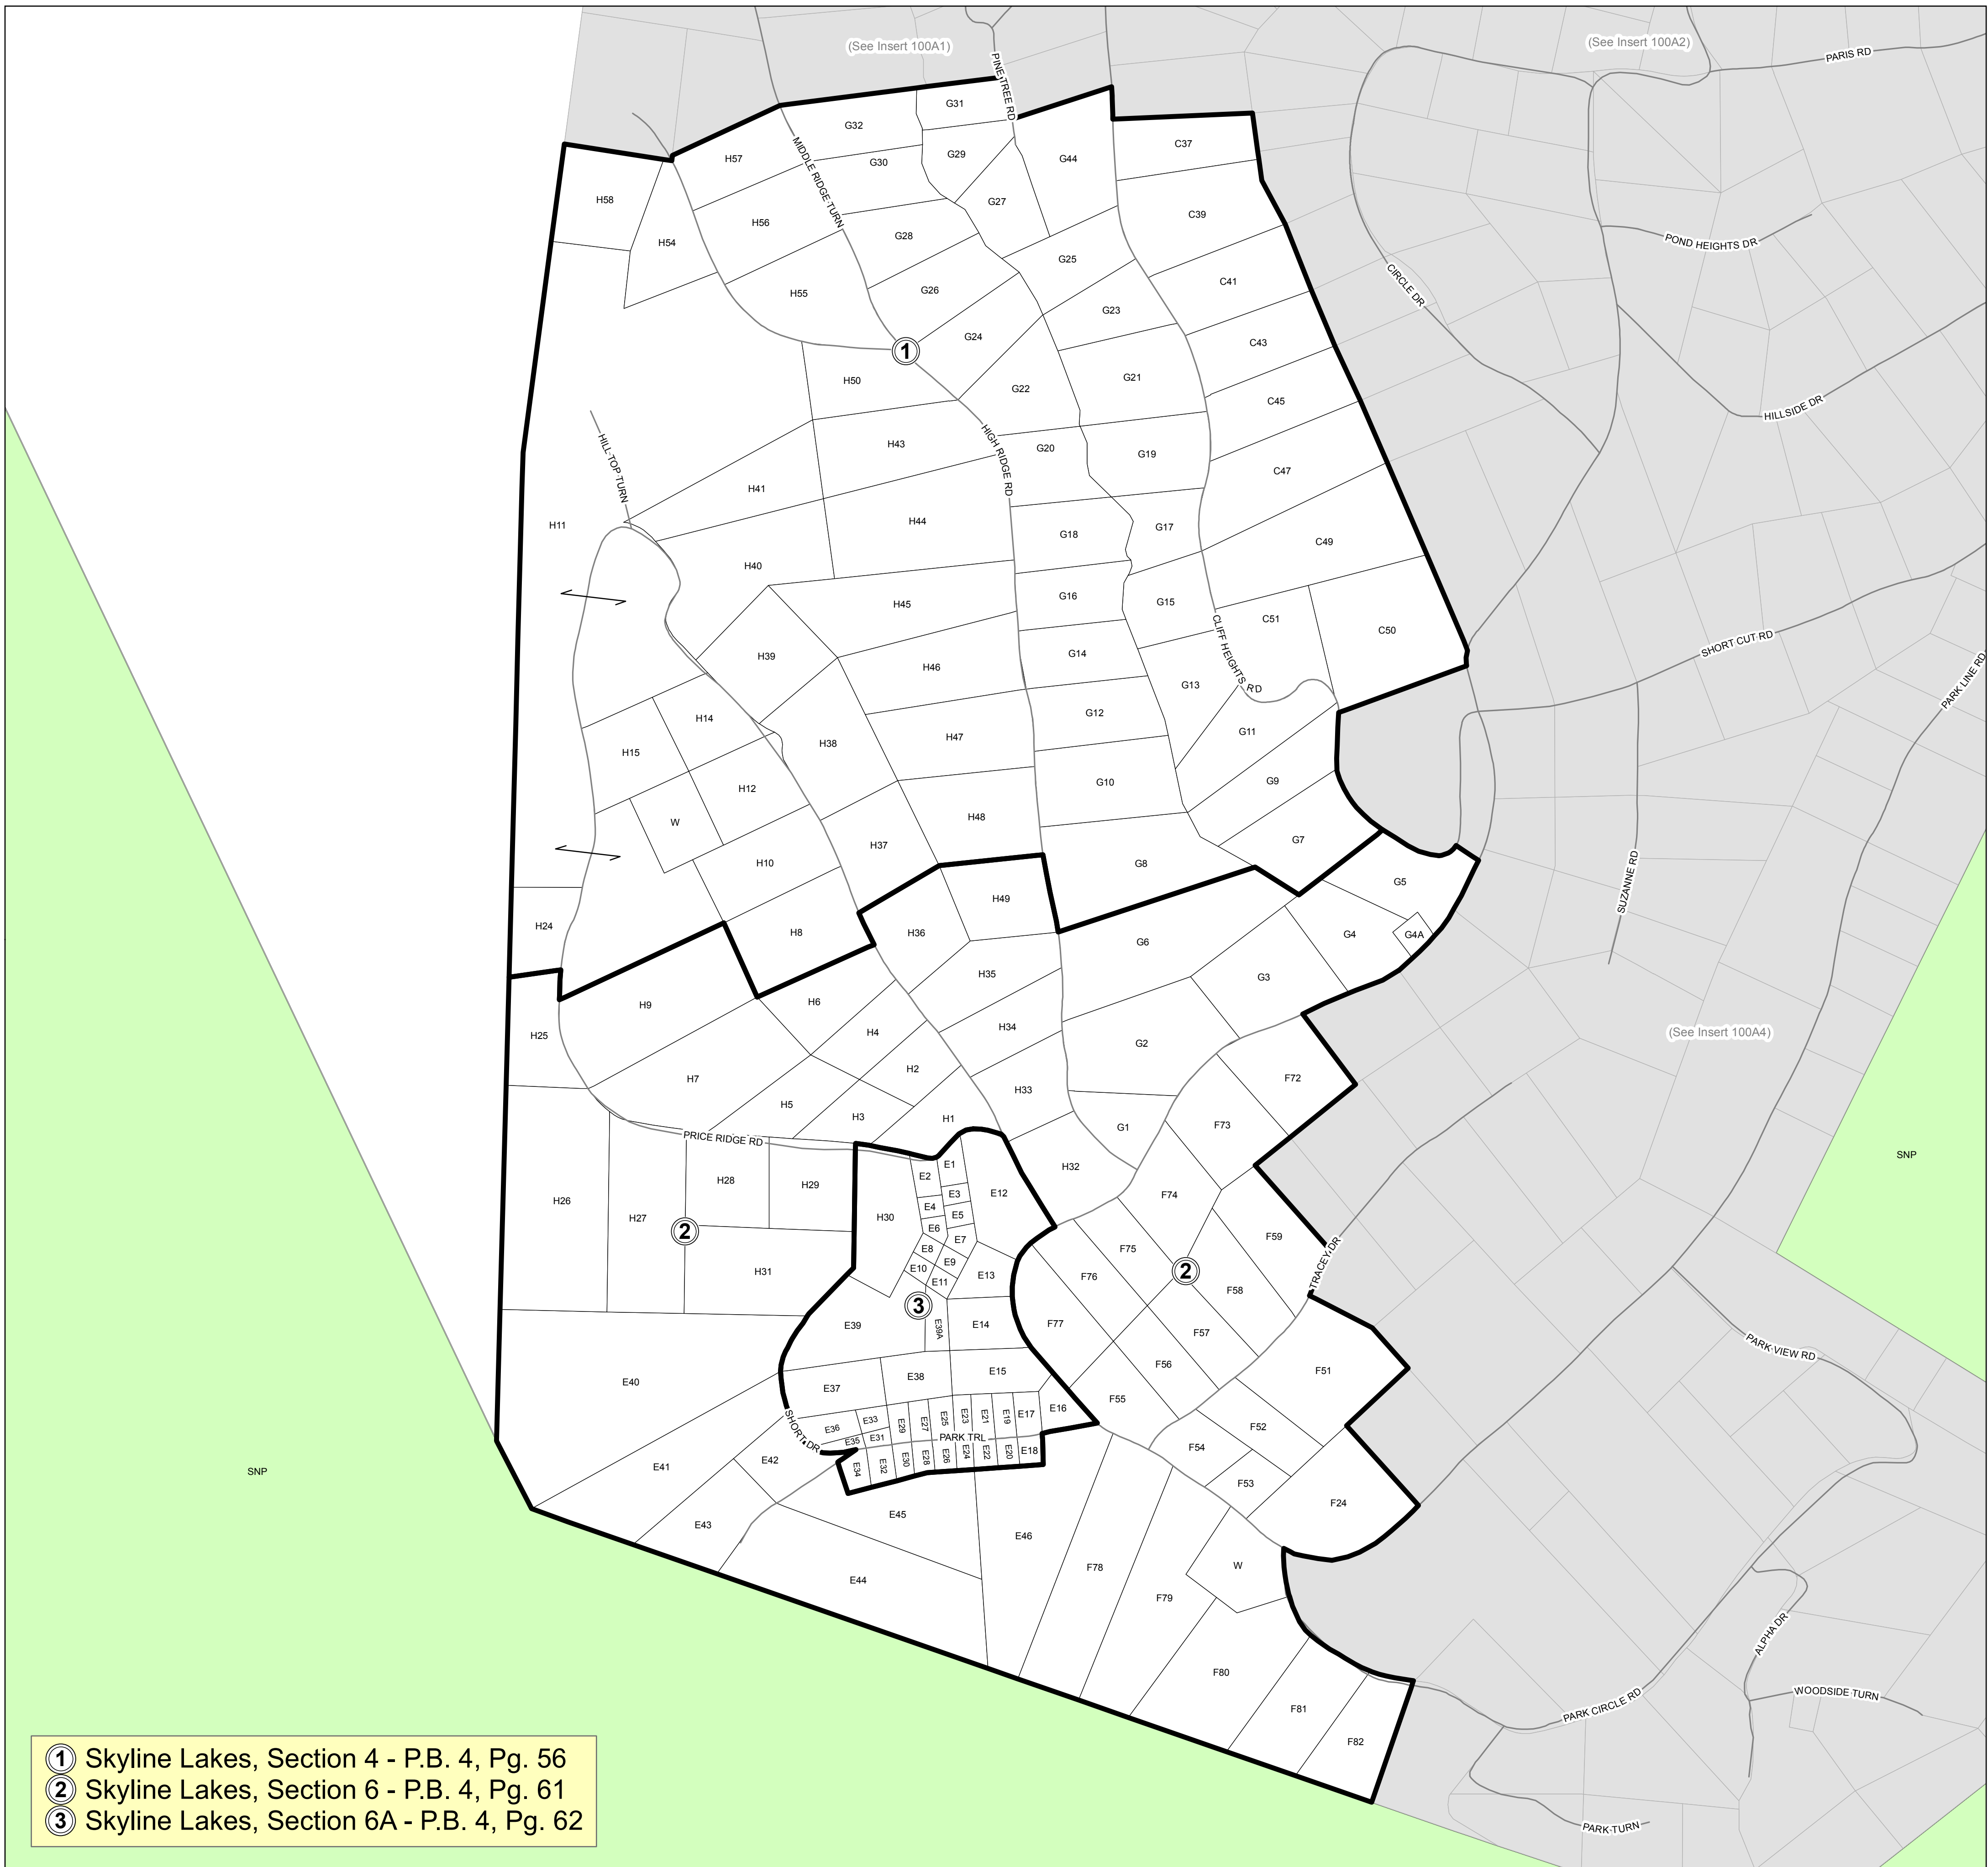 (See Insert 100A1)
(See Insert 100A2)
PARIS RD
PINE TREE RD
G31
G32
H57
MIDDLE RIDGE TURN
G30
G29
G44
C37
H58
G27
C39
H56
H54
G28
POND HEIGHTS DR
G25
CIRCLE DR
C41
H55
G26
G23
G24
C43
1
H50
G21
G22
C45
HILLSIDE DR
H43
HIGH RIDGE RD
G20
G19
HILL TOP TURN
C47
H41
H11
H44
G18
G17
C49
H40
H45
G16
G15
C51
C50
CLIFF HEIGHTS RD
SHORT CUT RD
H39
G14
H46
PARK LINE RD
G13
H14
G12
H15
H38
H47
G11
H12
G10
G9
W
H48
G7
H37
H10
G8
G5
SUZANNE RD
H49
H24
H8
H36
G6
G4
G4A
H35
G3
H9
H6
(See Insert 100A4)
H25
H4
H34
G2
H7
H2
F72
H33
H5
H3
H1
G1
F73
PRICE RIDGE RD
SNP
E1
H32
E2
H28
H29
E3
E12
F74
H26
E4
E5
H27
H30
E6
2
E7
F59
E8
F75
E9
TRACEY DR
E10
H31
E13
F76
2
E11
F58
3
E39
E39A
E14
F77
F57
PARK VIEW RD
F56
F51
E40
E38
E15
E37
F55
E16
SHORT DR
E36
E33
E29
E27
E25
E23
E21
E19
E17
F52
E35
E31
PARK TRL
F54
E18
E42
E34
E32
E30
E28
E26
E24
E22
E20
E41
SNP
F53
F24
E45
E43
E46
W
F78
E44
F79
ALPHA DR
F80
WOODSIDE TURN
PARK CIRCLE RD
F81
F82
PARK TURN
1 Skyline Lakes, Section 4 - P.B. 4, Pg. 56
2 Skyline Lakes, Section 6 - P.B. 4, Pg. 61
3 Skyline Lakes, Section 6A - P.B. 4, Pg. 62